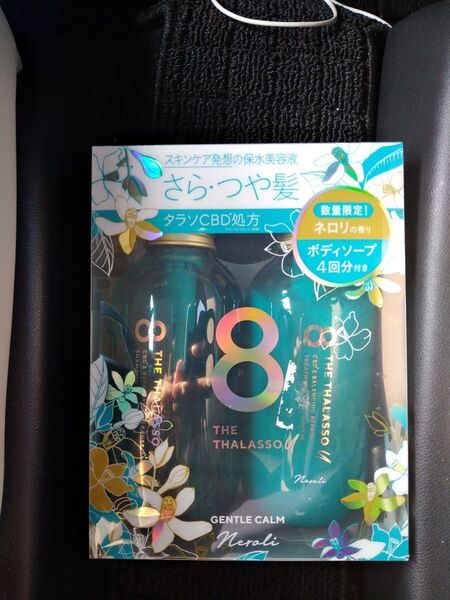 スキンケア発想の保水美容液
さら・つや髪
タラソCBD*処方
数量限定!
ネロリの香り
ボディソープ
4回分付き
8
THE THALASSO
8
THE
THALASSO
8
THE THALASSO
Neroli
GENTLE CALM
Neroli